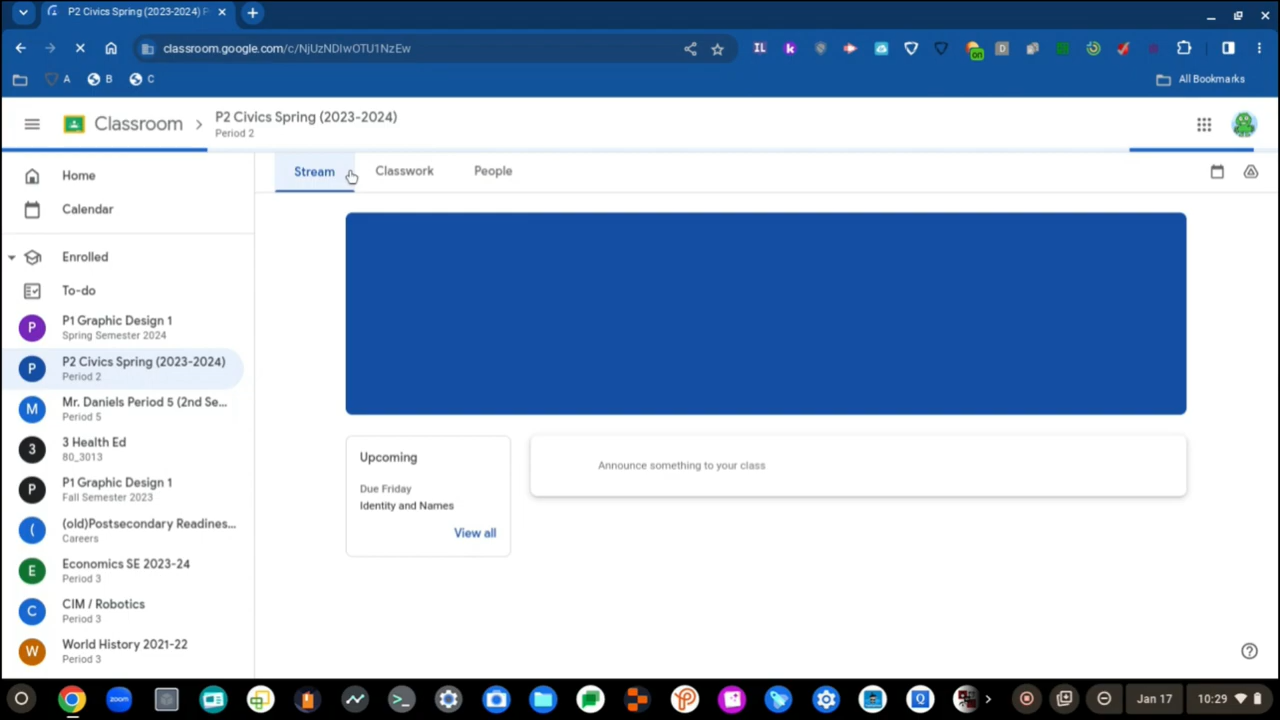 P2 Civics Spring (2023-2024) P
classroom.google.com/c/NjUzNDIwOTU1NzEw
IL
k
D
on
A
B
C
All Bookmarks
Classroom
P2 Civics Spring (2023-2024)
Period 2
Home
Calendar
Enrolled
To-do
P
P1 Graphic Design 1
Spring Semester 2024
P
P2 Civics Spring (2023-2024)
Period 2
M
Mr. Daniels Period 5 (2nd Se...
Period 5
3
3 Health Ed
80_3013
P
P1 Graphic Design 1
Fall Semester 2023
(
(old)Postsecondary Readines...
Careers
E
Economics SE 2023-24
Period 3
C
CIM / Robotics
Period 3
W
World History 2021-22
Period 3
Stream
Classwork
People
Upcoming
Due Friday
Identity and Names
View all
Announce something to your class
zoom
Q
Jan 17
10:29